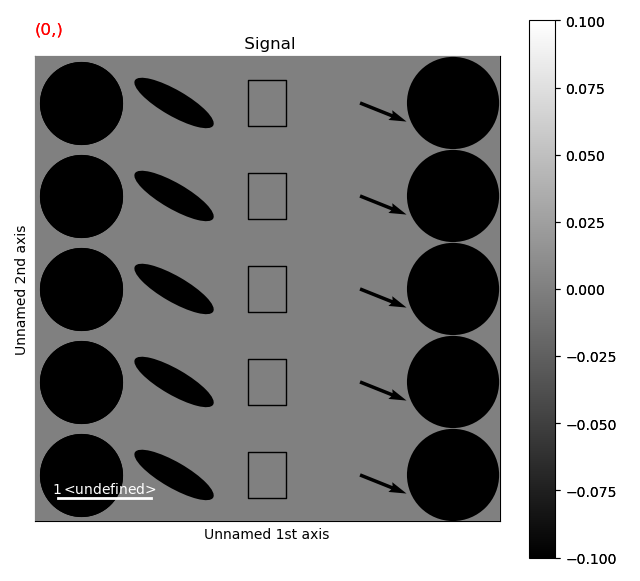 (0,)
Signal
0.100
0.075
0.050
0.025
0.000
−0.025
−0.050
−0.075
−0.100
Unnamed 2nd axis
1 <undefined>
Unnamed 1st axis